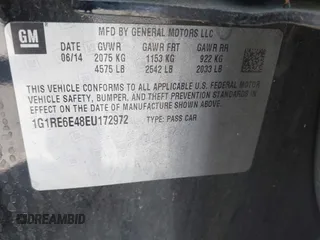 GM
MFD BY GENERAL MOTORS LLC
DATE GVWR GAWR FRT GAWR RR
06/14 2075 KG 1153 KG 922 KG
4575 LB 2542 LB 2033 LB
THIS VEHICLE CONFORMS TO ALL APPLICABLE U.S. FEDERAL MOTOR
VEHICLE SAFETY, BUMPER, AND THEFT PREVENTION STANDARDS IN
EFFECT ON THE DATE OF MANUFACTURE SHOWN ABOVE.
1G1RE6E48EU172972 TYPE: PASS CAR
DREAMBID